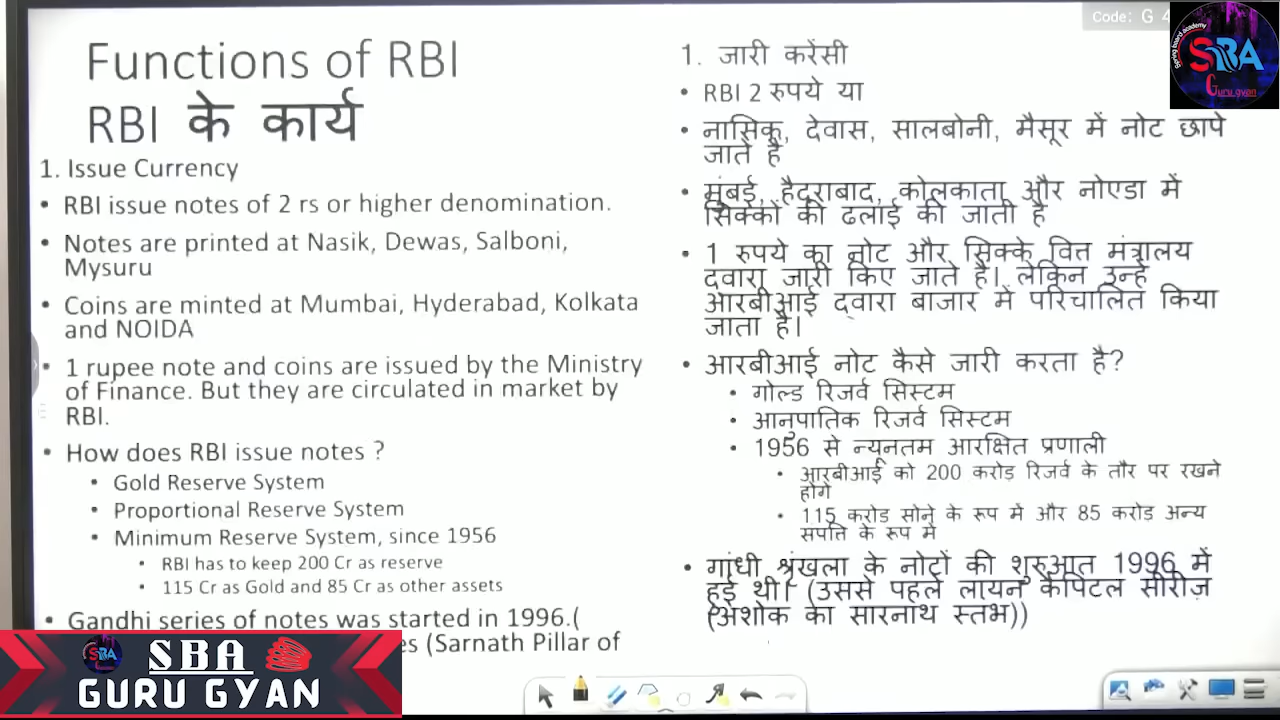 Code: G 4
Functions of RBI
RBI के कार्य
1. Issue Currency
• RBI issue notes of 2 rs or higher denomination.
• Notes are printed at Nasik, Dewas, Salboni,
Mysuru
• Coins are minted at Mumbai, Hyderabad, Kolkata
and NOIDA
• 1 rupee note and coins are issued by the Ministry
of Finance. But they are circulated in market by
RBI.
• How does RBI issue notes ?
• Gold Reserve System
• Proportional Reserve System
• Minimum Reserve System, since 1956
• RBI has to keep 200 Cr as reserve
• 115 Cr as Gold and 85 Cr as other assets
• Gandhi series of notes was started in 1996.(
es (Sarnath Pillar of
1. जारी करेंसी
• RBI 2 रुपये या
• नासिक, देवास, सालबोनी, मैसूर में नोट छापे
जाते है
• मुंबई, हैदराबाद, कोलकाता और नोएडा में
सिक्कों की ढलाई की जाती है
• 1 रुपये का नोट और सिक्के वित्त मंत्रालय
द्वारा जारी किए जाते है। लेकिन उन्हें
आरबीआई द्वारा बाजार में परिचालित किया
जाता है।
• आरबीआई नोट कैसे जारी करता है?
• गोल्ड रिजर्व सिस्टम
• आनुपातिक रिजर्व सिस्टम
• 1956 से न्यूनतम आरक्षित प्रणाली
• आरबीआई को 200 करोड़ रिजर्व के तौर पर रखने
होंगे
• 115 करोड़ सोने के रूप में और 85 करोड़ अन्य
संपत्ति के रूप में
• गांधी श्रृंखला के नोटों की शुरुआत 1996 में
हुई थी। (उससे पहले लायन कैपिटल सीरीज़
(अशोक का सारनाथ स्तंभ))
SBA
Guru gyan
SBA
SBA
GURU GYAN